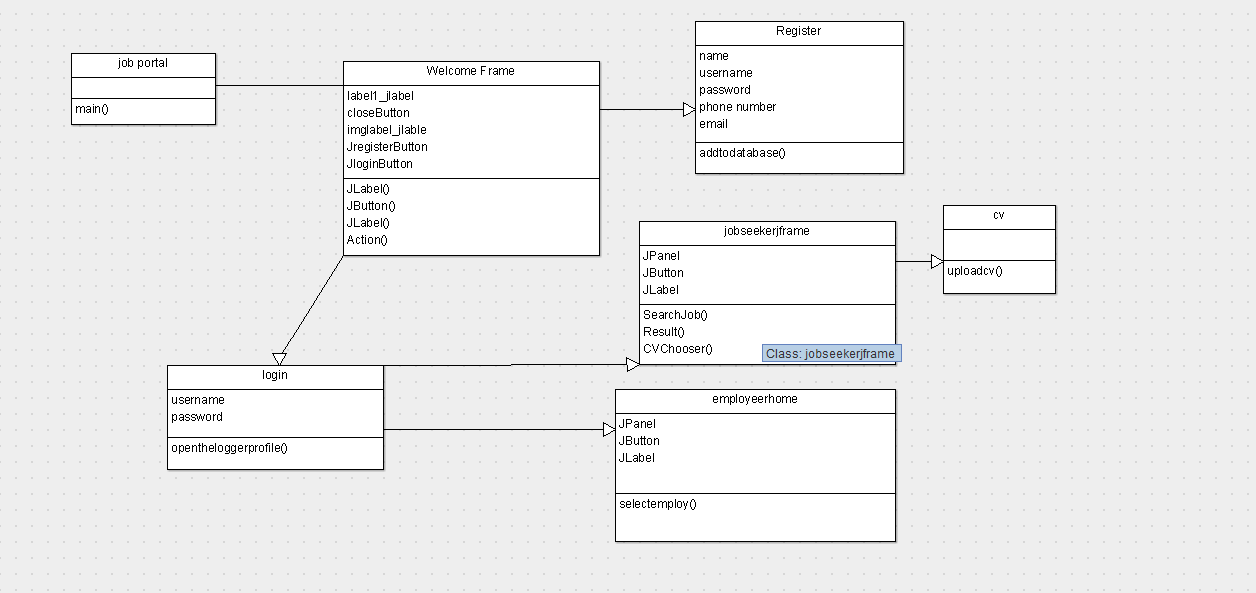 job portal
main()
Welcome Frame
label1_jlabel
closeButton
imglabel_jlable
JregisterButton
JloginButton
JLabel()
JButton()
JLabel()
Action()
Register
name
username
password
phone number
email
addtodatabase()
jobseekerjframe
JPanel
JButton
JLabel
SearchJob()
Result()
CVChooser()
Class: jobseekerjframe
cv
uploadcv()
login
username
password
opentheloggerprofile()
employeerhome
JPanel
JButton
JLabel
selectemploy()